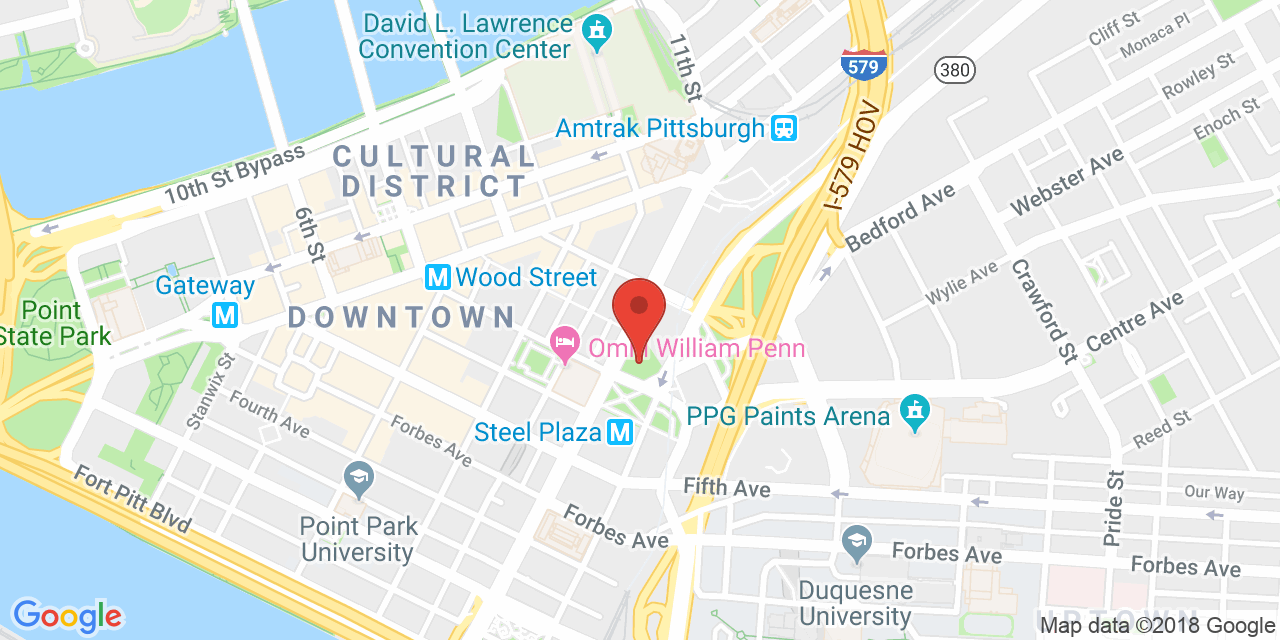 David L. Lawrence
Convention Center
11th St
579
380
Cliff St
Monaca Pl
Rowley St
Enoch St
Amtrak Pittsburgh
I-579 HOV
CULTURAL
DISTRICT
10th St Bypass
6th St
Webster Ave
Bedford Ave
Wylie Ave
Crawford St
Centre Ave
Gateway
M
M Wood Street
Point
State Park
DOWNTOWN
Omni William Penn
Stanwix St
Fourth Ave
Forbes Ave
Steel Plaza M
PPG Paints Arena
Reed St
Fort Pitt Blvd
Fifth Ave
Our Way
Pride St
Point Park
University
Forbes Ave
Forbes Ave
Forbes Ave
Duquesne
University
UPTOWN
Google
Map data ©2018 Google